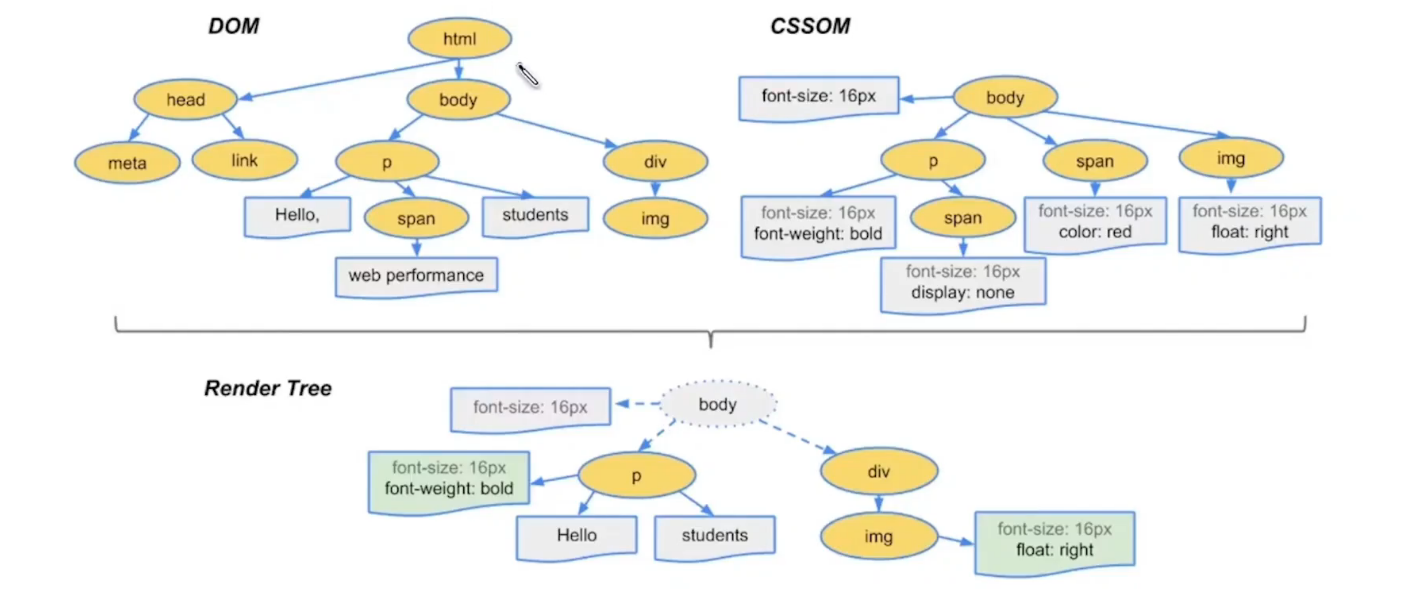 DOM
html
head
body
meta
link
p
div
Hello,
span
students
img
web performance
CSSOM
font-size: 16px
body
p
span
img
font-size: 16px
font-weight: bold
span
font-size: 16px
color: red
font-size: 16px
float: right
font-size: 16px
display: none
Render Tree
font-size: 16px
body
font-size: 16px
font-weight: bold
p
div
Hello
students
img
font-size: 16px
float: right